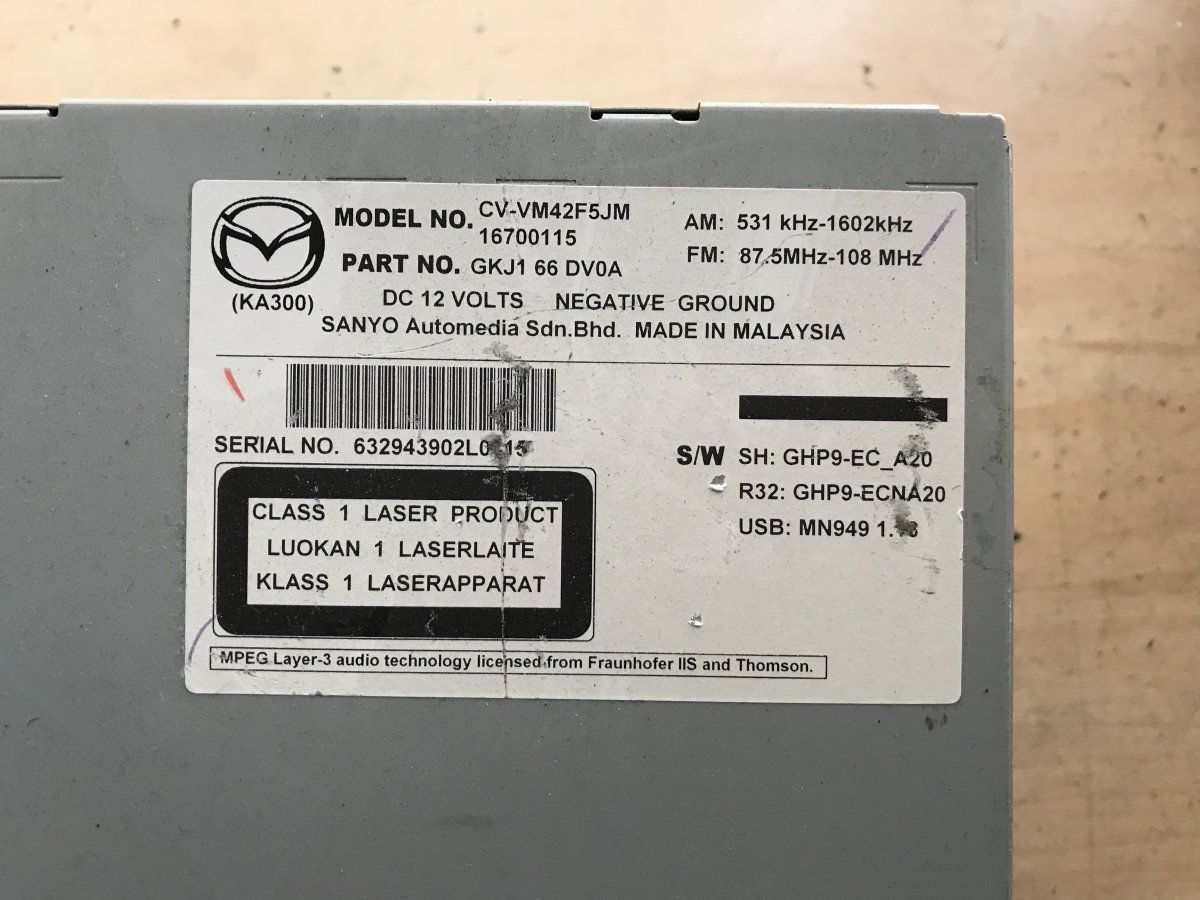 MODEL NO. CV-VM42F5JM
16700115
AM: 531 kHz-1602kHz
FM: 87.5MHz-108 MHz
PART NO. GKJ1 66 DV0A
(KA300)
DC 12 VOLTS NEGATIVE GROUND
SANYO Automedia Sdn.Bhd. MADE IN MALAYSIA
SERIAL NO.
S/W SH: GHP9-EC_A20
R32: GHP9-ECNA20
USB: MN949
CLASS 1 LASER PRODUCT
LUOKAN 1 LASERLAITE
KLASS 1 LASERAPPARAT
MPEG Layer-3 audio technology licensed from Fraunhofer IIS and Thomson.